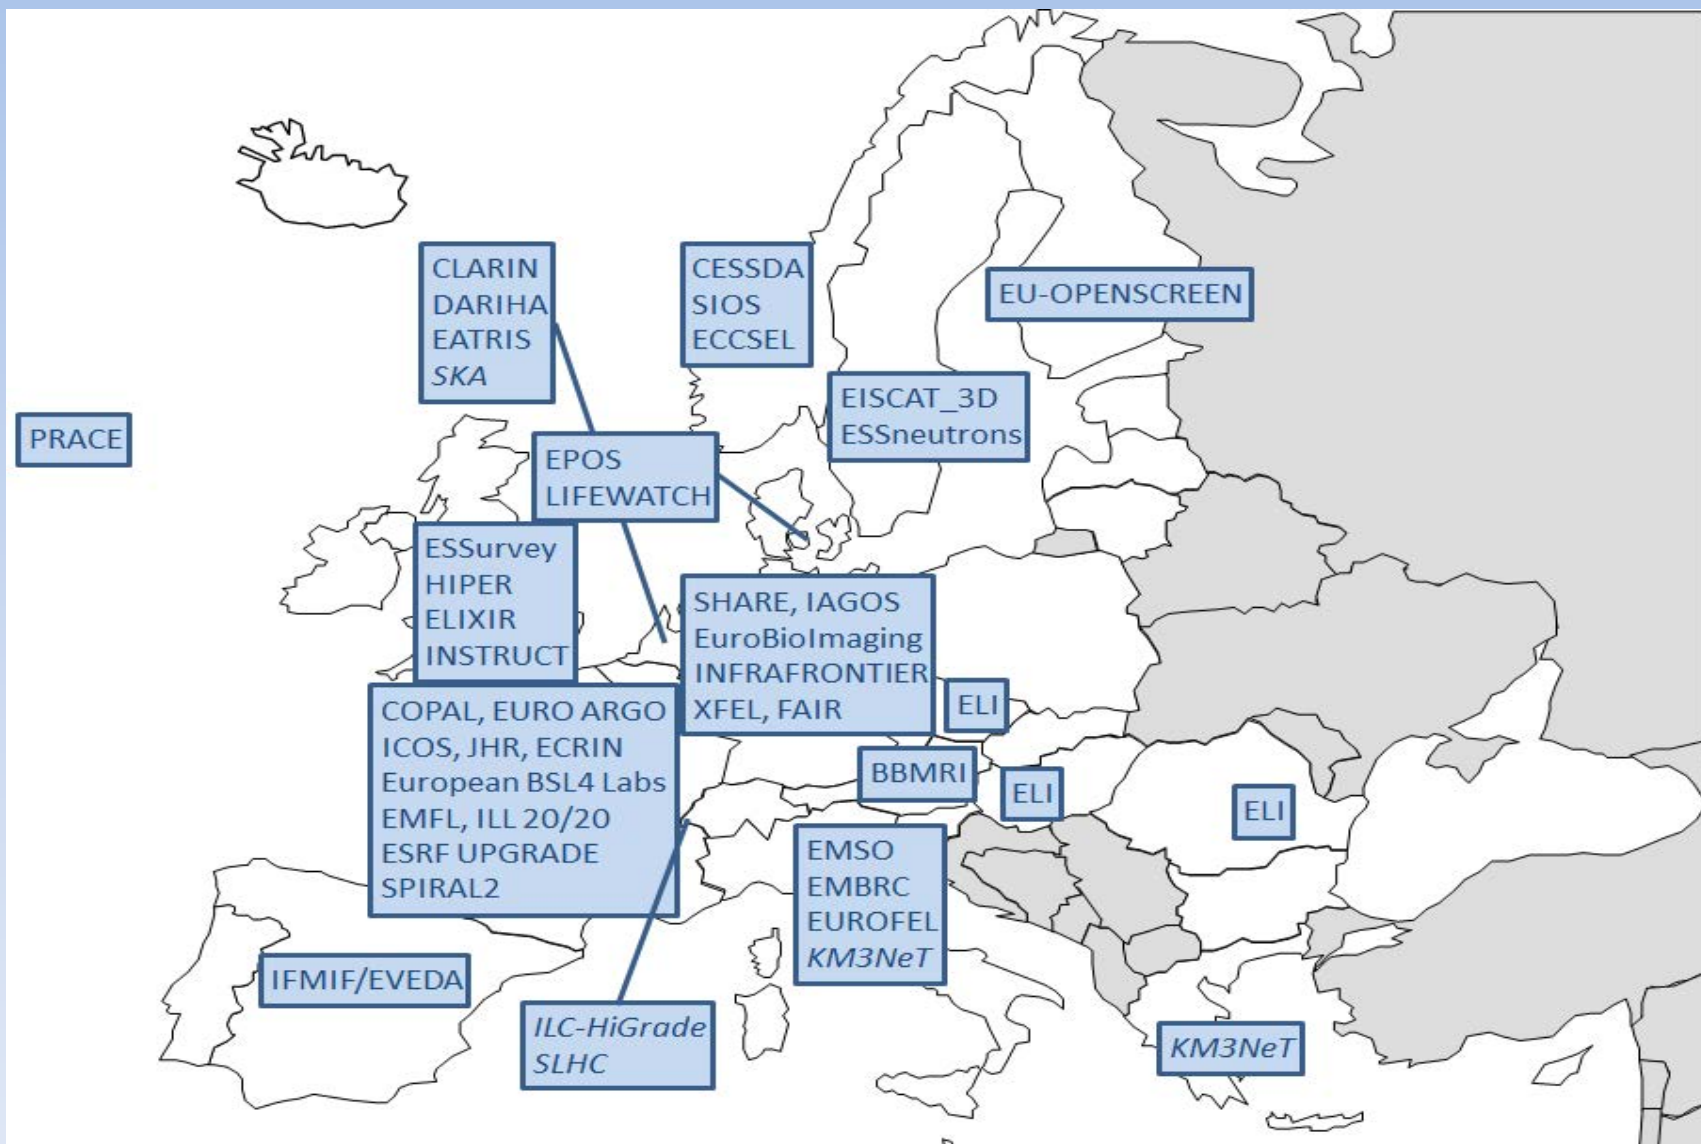 CLARIN
DARIHA
EATRIS
SKA
CESSDA
SIOS
ECCSEL
EU-OPENSCREEN
EISCAT_3D
ESSneutrons
PRACE
EPOS
LIFEWATCH
ESSurvey
HIPER
ELIXIR
INSTRUCT
SHARE, IAGOS
EuroBioImaging
INFRAFRONTIER
XFEL, FAIR
COPAL, EURO ARGO
ICOS, JHR, ECRIN
European BSL4 Labs
EMFL, ILL 20/20
ESRF UPGRADE
SPIRAL2
ELI
BBMRI
ELI
ELI
EMSO
EMBRC
EUROFEL
KM3NeT
IFMIF/EVEDA
ILC-HiGrade
SLHC
KM3NeT